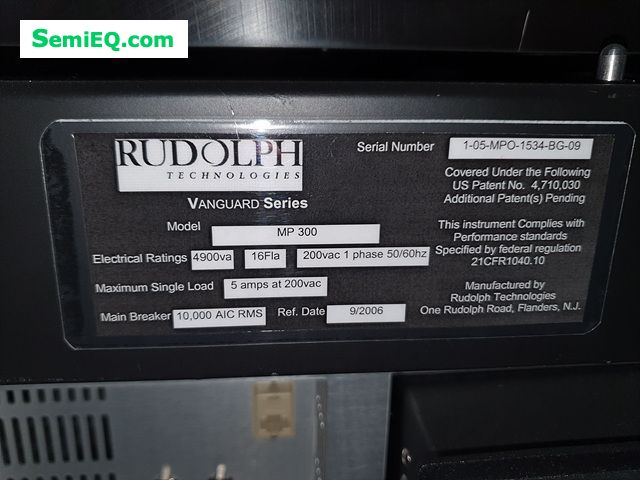 SemiEQ.com
RUDOLPH
TECHNOLOGIES
VANGUARD Series
Model MP 300
Electrical Ratings 4900va 16Fla 200vac 1 phase 50/60hz
Maximum Single Load 5 amps at 200vac
Main Breaker 10,000 AIC RMS Ref. Date 9/2006
Serial Number 1-05-MPO-1534-BG-09
Covered Under the Following
US Patent No. 4,710,030
Additional Patent(s) Pending
This instrument Complies with
Performance standards
Specified by federal regulation
21CFR1040.10
Manufactured by
Rudolph Technologies
One Rudolph Road, Flanders, N.J.